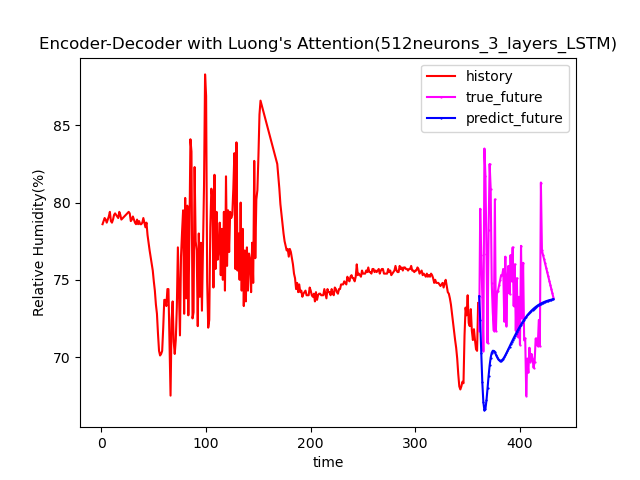 Encoder-Decoder with Luong's Attention(512neurons_3_layers_LSTM)
history
true_future
predict_future
85
80
75
70
Relative Humidity(%)
0 100 200 300 400
time